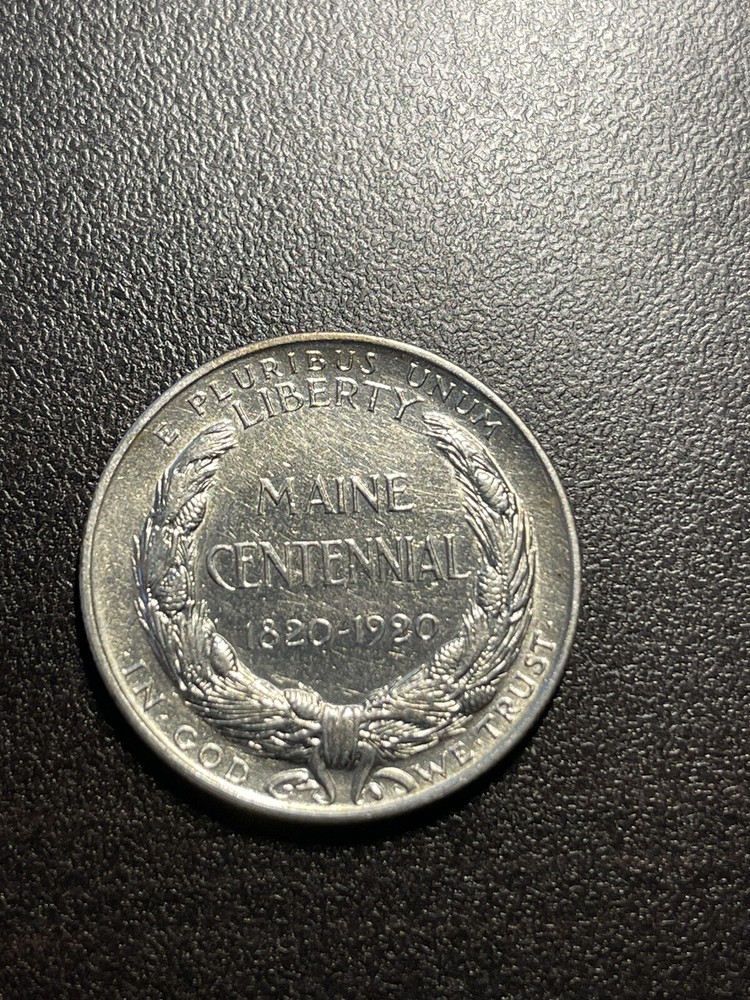 E PLURIBUS UNUM
LIBERTY
MAINE
CENTENNIAL
1820-1920
·IN·GOD WE·TRUST·